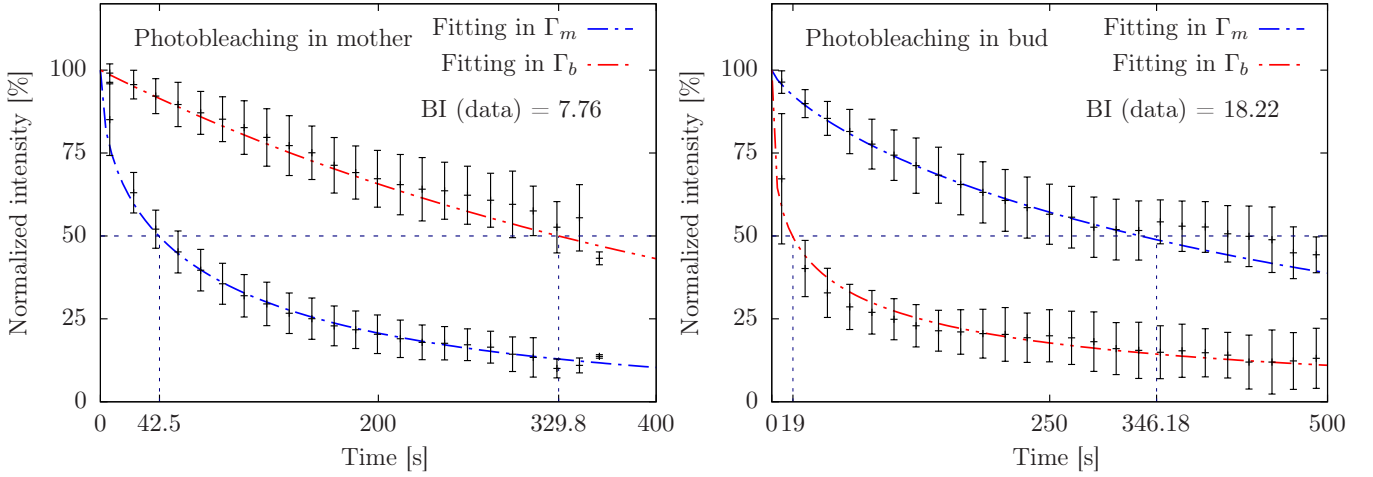 Photobleaching in mother
Fitting in Γm
Fitting in Γb
BI (data) = 7.76
Normalized intensity [%]
100
75
50
25
0
0 42.5 200 329.8 400
Time [s]
Photobleaching in bud
Fitting in Γm
Fitting in Γb
BI (data) = 18.22
Normalized intensity [%]
100
75
50
25
0
0 19 250 346.18 500
Time [s]